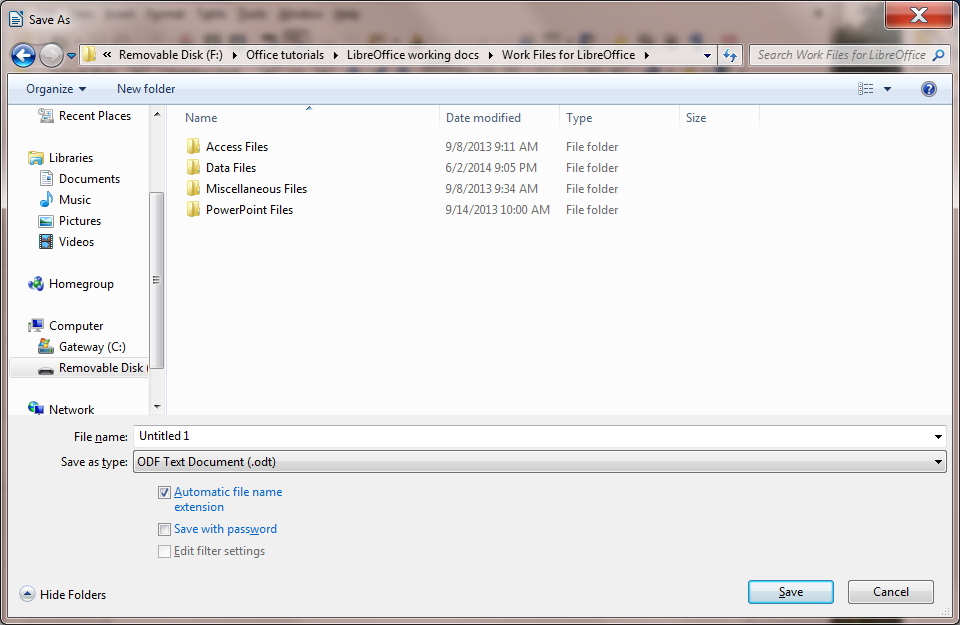 Save As
« Removable Disk (F:) Office tutorials LibreOffice working docs Work Files for LibreOffice
Search Work Files for LibreOffice
Organize New folder
Recent Places
Libraries
Documents
Music
Pictures
Videos
Homegroup
Computer
Gateway (C:)
Removable Disk (
Network
Name Date modified Type Size
Access Files 9/8/2013 9:11 AM File folder
Data Files 6/2/2014 9:05 PM File folder
Miscellaneous Files 9/8/2013 9:34 AM File folder
PowerPoint Files 9/14/2013 10:00 AM File folder
File name: Untitled 1
Save as type: ODF Text Document (.odt)
Automatic file name
extension
Save with password
Edit filter settings
Hide Folders
Save Cancel